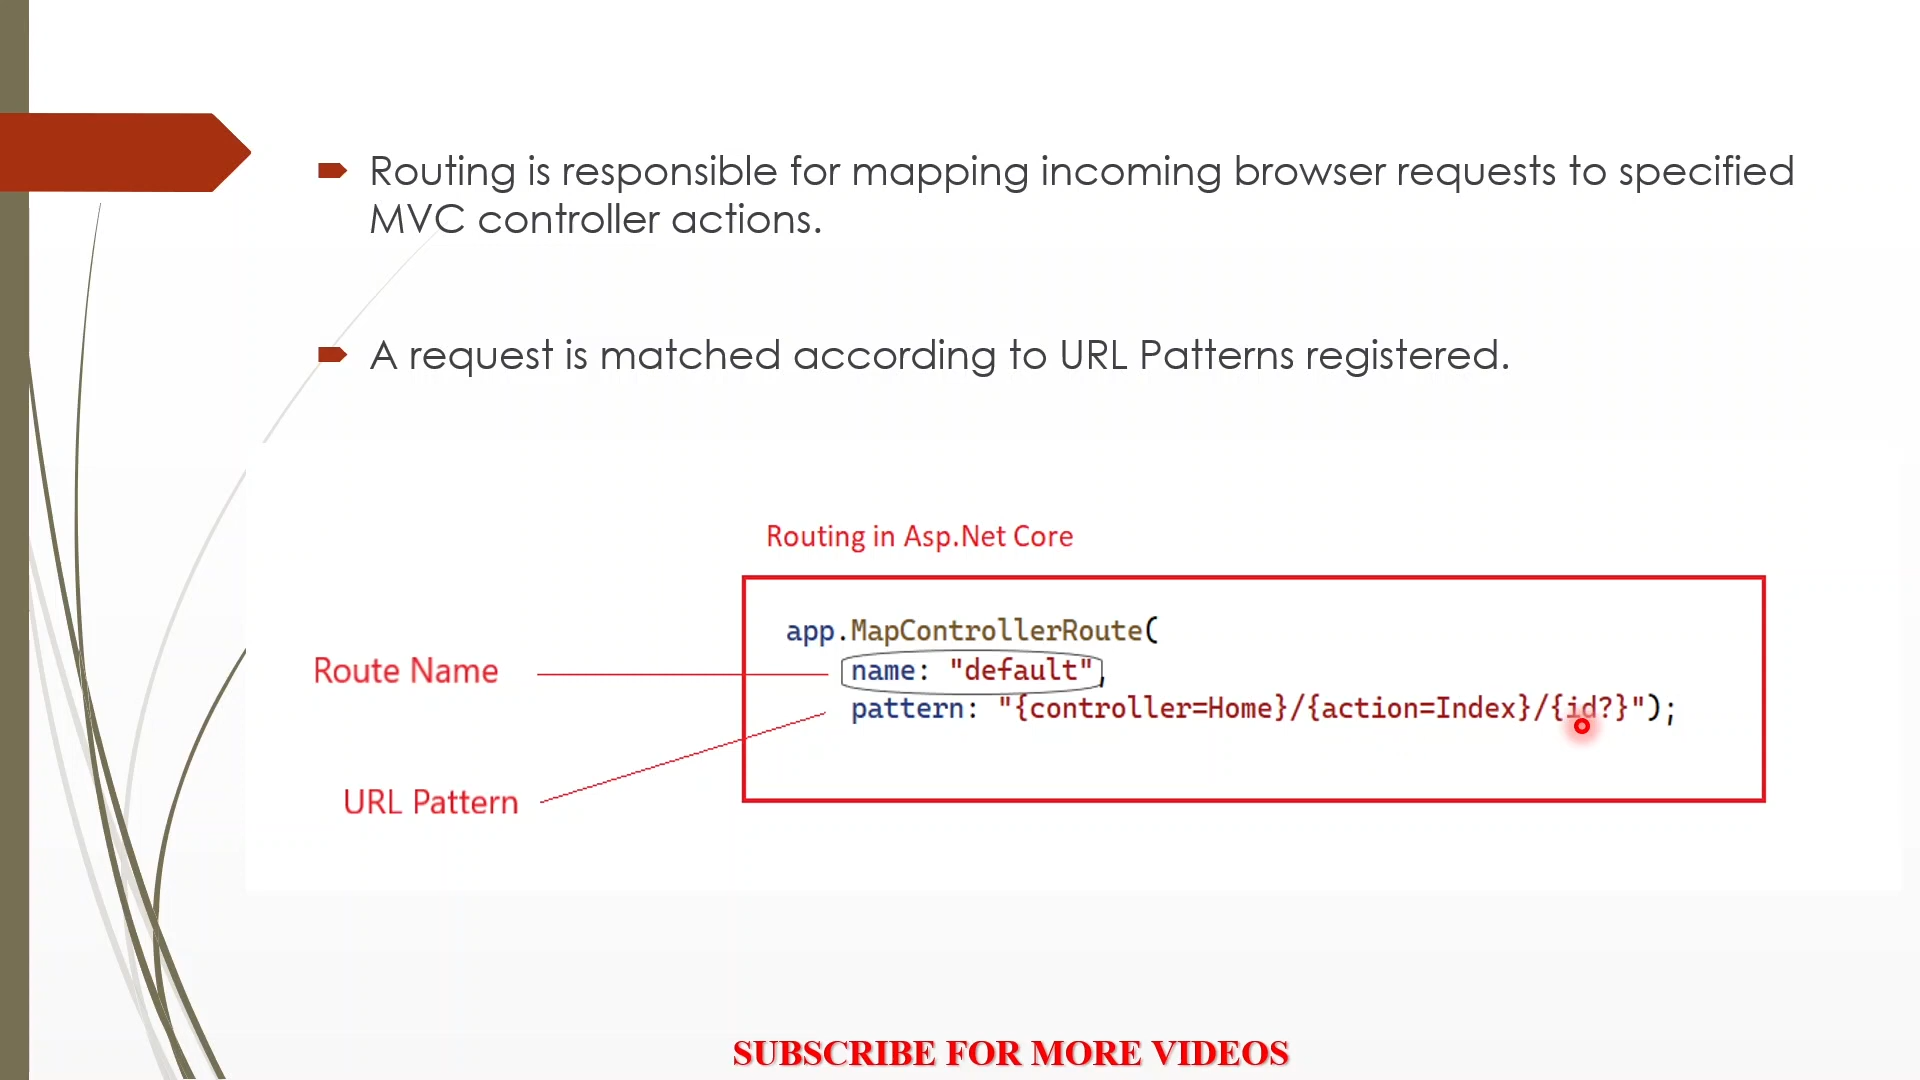 Routing is responsible for mapping incoming browser requests to specified
MVC controller actions.
A request is matched according to URL Patterns registered.
Routing in Asp.Net Core
app.MapControllerRoute(
Route Name
name: "default",
pattern: "{controller=Home}/{action=Index}/{id?}");
URL Pattern
SUBSCRIBE FOR MORE VIDEOS